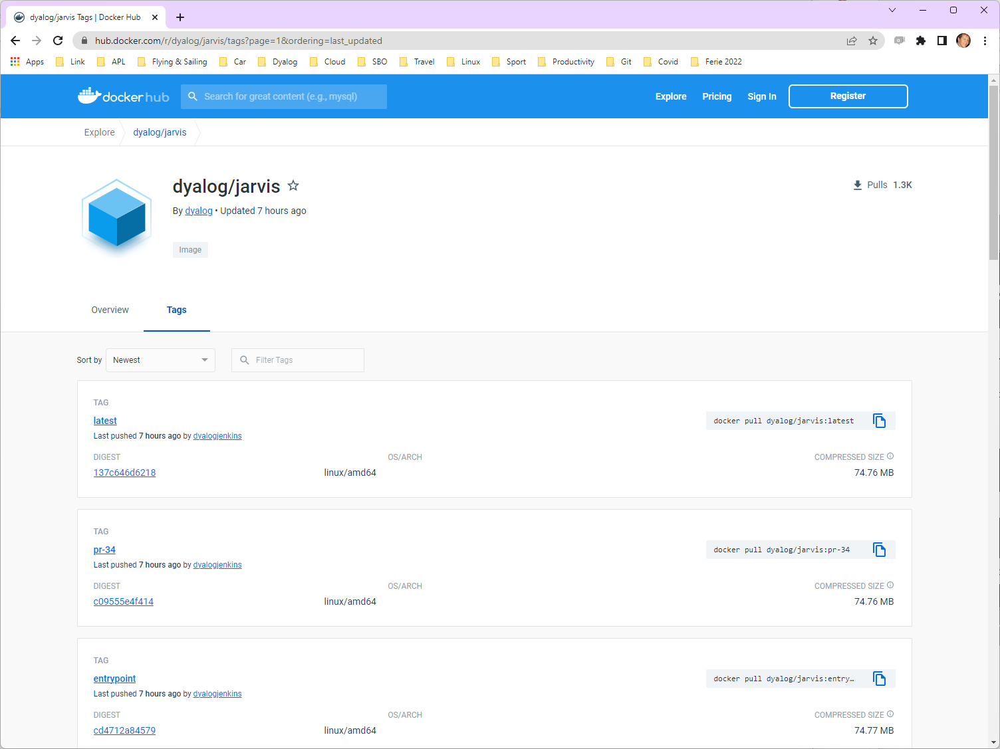 dyalog/jarvis Tags | Docker Hub
hub.docker.com/r/dyalog/jarvis/tags?page=1&ordering=last_updated
Apps Link APL Flying & Sailing Car Dyalog Cloud SBO Travel Linux Sport Productivity Git Covid Ferie 2022
docker hub Search for great content (e.g., mysql) Explore Pricing Sign In Register
Explore dyalog/jarvis
dyalog/jarvis Pulls 1.3K
By dyalog • Updated 7 hours ago
Image
Overview Tags
Sort by Newest Filter Tags
TAG
latest docker pull dyalog/jarvis:latest
Last pushed 7 hours ago by dyalogjenkins
DIGEST OS/ARCH COMPRESSED SIZE
137c646d6218 linux/amd64 74.76 MB
TAG
pr-34 docker pull dyalog/jarvis:pr-34
Last pushed 7 hours ago by dyalogjenkins
DIGEST OS/ARCH COMPRESSED SIZE
c09555e4f414 linux/amd64 74.76 MB
TAG
entrypoint docker pull dyalog/jarvis:entry…
Last pushed 7 hours ago by dyalogjenkins
DIGEST OS/ARCH COMPRESSED SIZE
cd4712a84579 linux/amd64 74.77 MB